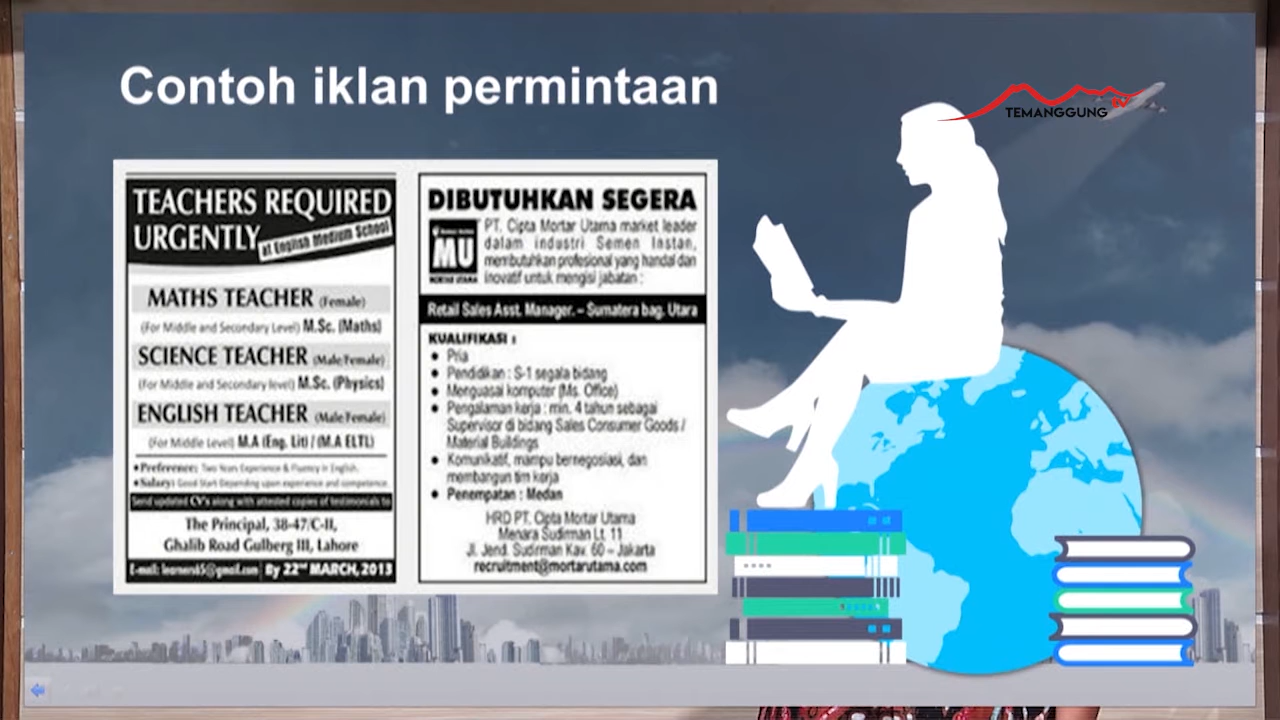 Contoh iklan permintaan
TEMANGGUNG TV
TEACHERS REQUIRED
URGENTLY at English Medium School
MATHS TEACHER (Female)
(For Middle and Secondary Level) M.Sc. (Maths)
SCIENCE TEACHER (Male/Female)
(For Middle and Secondary level) M.Sc. (Physics)
ENGLISH TEACHER (Male/Female)
(For Middle Level) M.A (Eng. Lit) / (M.A ELTL)
•Preference: Two Years Experience & Fluency in English.
•Salary: Good Start Depending upon experience and competence.
Send updated CV's along with attested copies of testimonials to
The Principal, 38-47/C-II,
Ghalib Road Gulberg III, Lahore
E-mail: learners65@gmail.com By 22nd MARCH, 2013
DIBUTUHKAN SEGERA
MU
MORTAR UTAMA
PT. Cipta Mortar Utama market leader
dalam industri Semen Instan,
membutuhkan profesional yang handal dan
inovatif untuk mengisi jabatan :
Retail Sales Asst. Manager. – Sumatera bag. Utara
KUALIFIKASI :
• Pria
• Pendidikan : S-1 segala bidang
• Menguasai komputer (Ms. Office)
• Pengalaman kerja : min. 4 tahun sebagai
Supervisor di bidang Sales Consumer Goods /
Material Buildings
• Komunikatif, mampu bernegosiasi, dan
membangun tim kerja
• Penempatan : Medan
HRD PT. Cipta Mortar Utama
Menara Sudirman Lt. 11
Jl. Jend. Sudirman Kav. 60 – Jakarta
recruitment@mortarutama.com